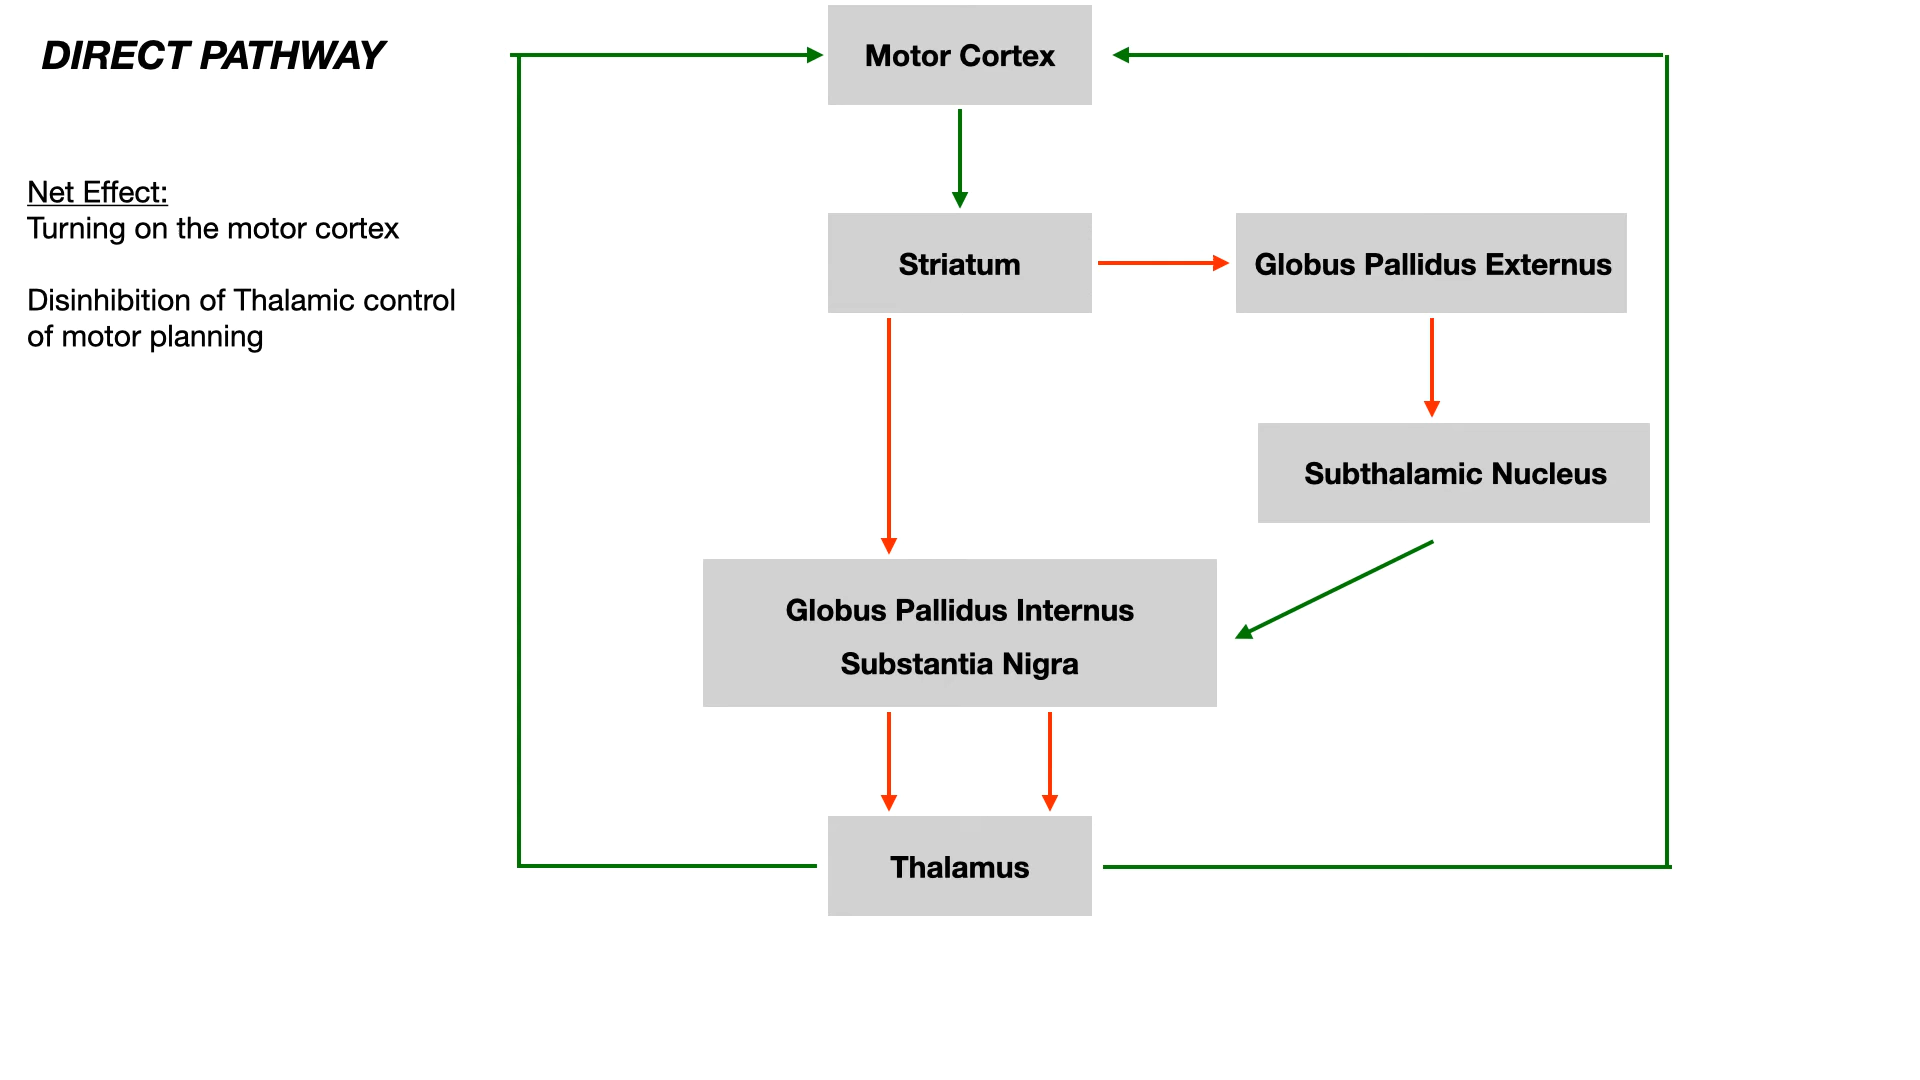 DIRECT PATHWAY
Motor Cortex
Net Effect:
Turning on the motor cortex
Disinhibition of Thalamic control
of motor planning
Striatum
Globus Pallidus Externus
Subthalamic Nucleus
Globus Pallidus Internus
Substantia Nigra
Thalamus